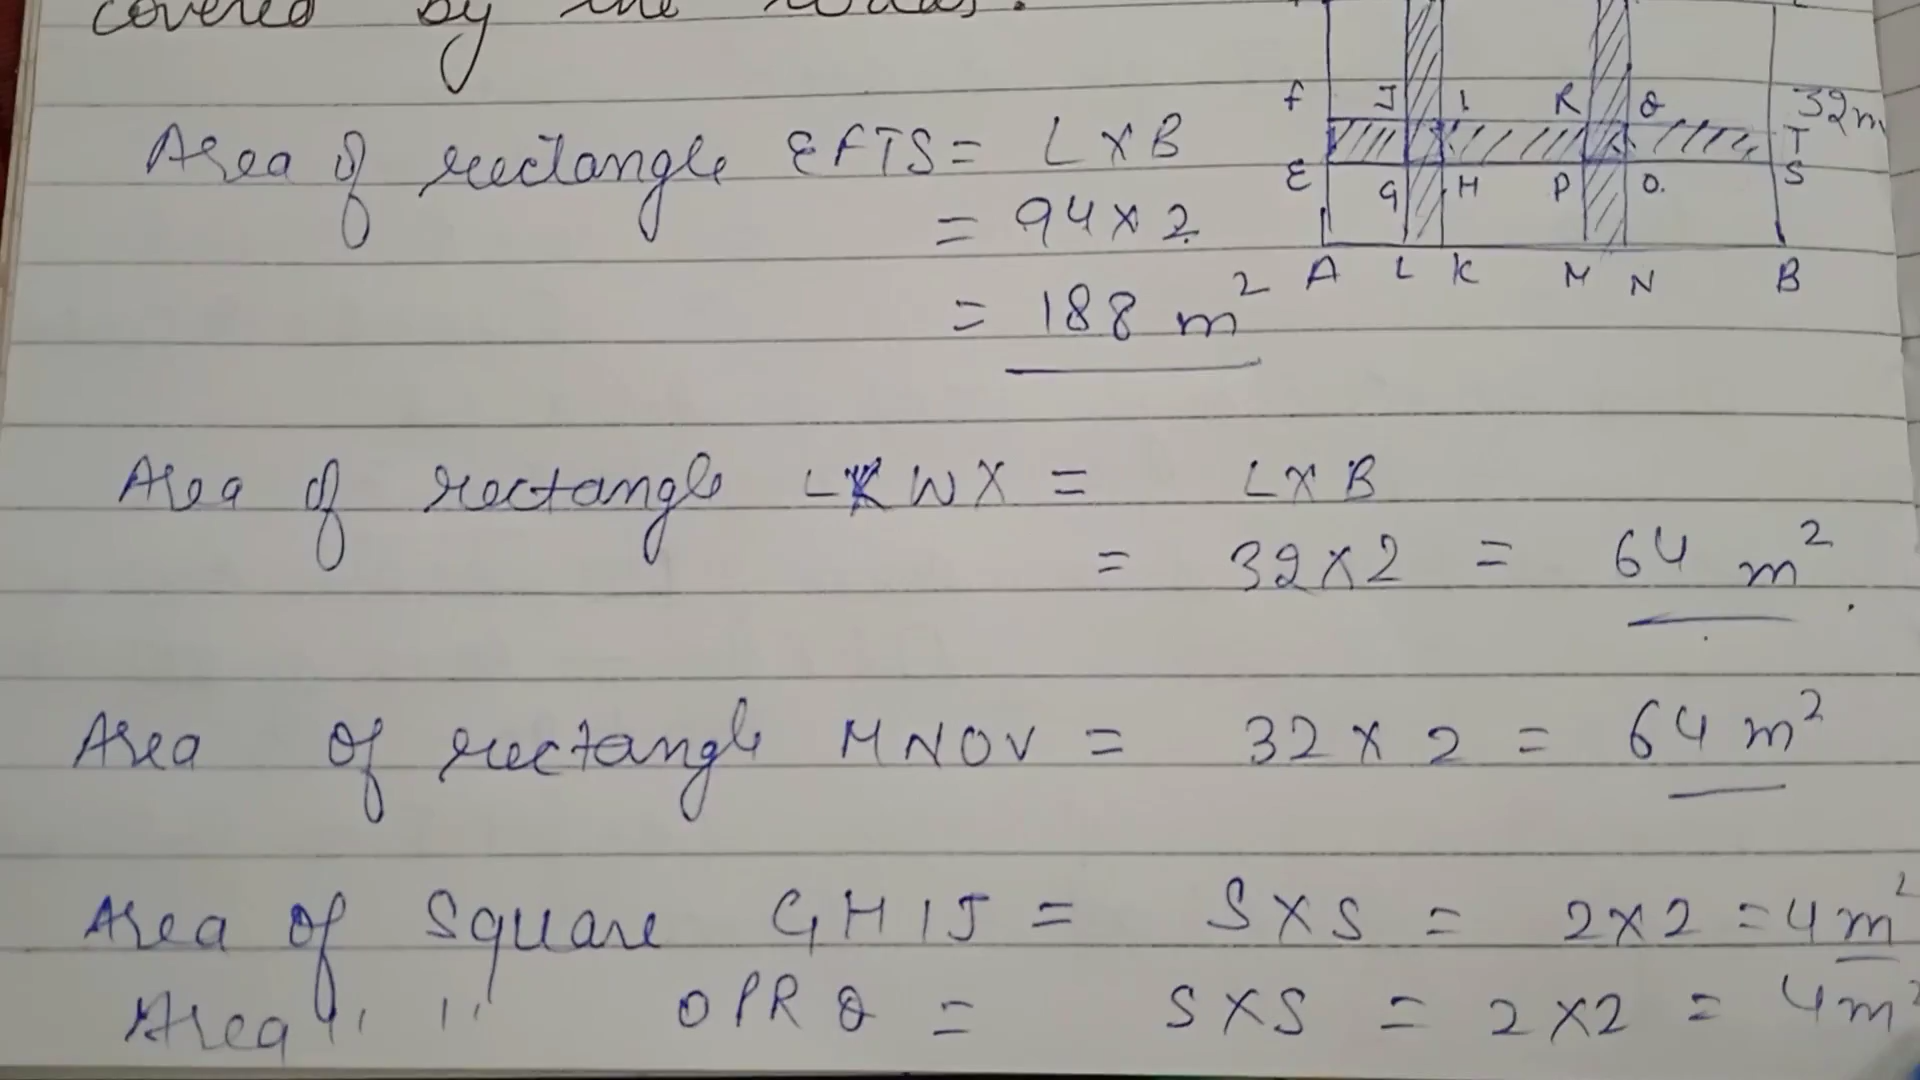 covered by the roads.
Area of rectangle EFTS = L X B
= 94 x 2
= 188 m²
F J I R Q 32m
T
E G H P O. S
A L K M N B
Area of rectangle LKWX = L X B
= 32 x 2 = 64 m².
Area of rectangle MNOV = 32 x 2 = 64 m²
Area of Square GHIJ = S X S = 2 x 2 = 4 m²
Area " " OPRQ = S X S = 2 x 2 = 4m²